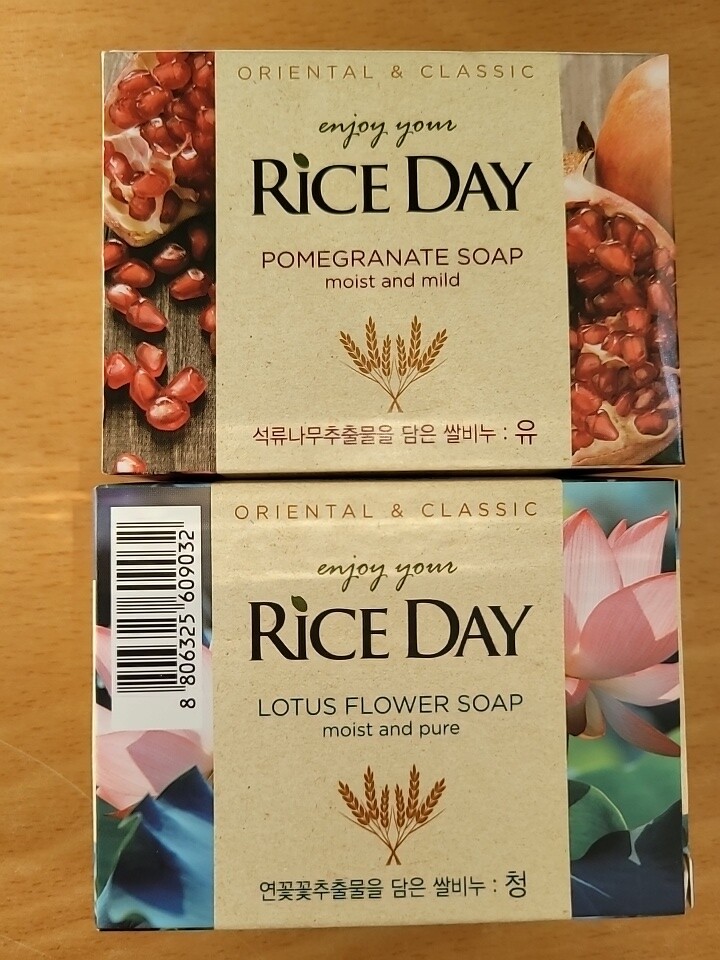 ORIENTAL & CLASSIC
enjoy your
RiCE DAY
POMEGRANATE SOAP
moist and mild
석류나무추출물을 담은 쌀비누 : 유
ORIENTAL & CLASSIC
enjoy your
RiCE DAY
LOTUS FLOWER SOAP
moist and pure
연꽃꽃추출물을 담은 쌀비누 : 청
8 806325 609032